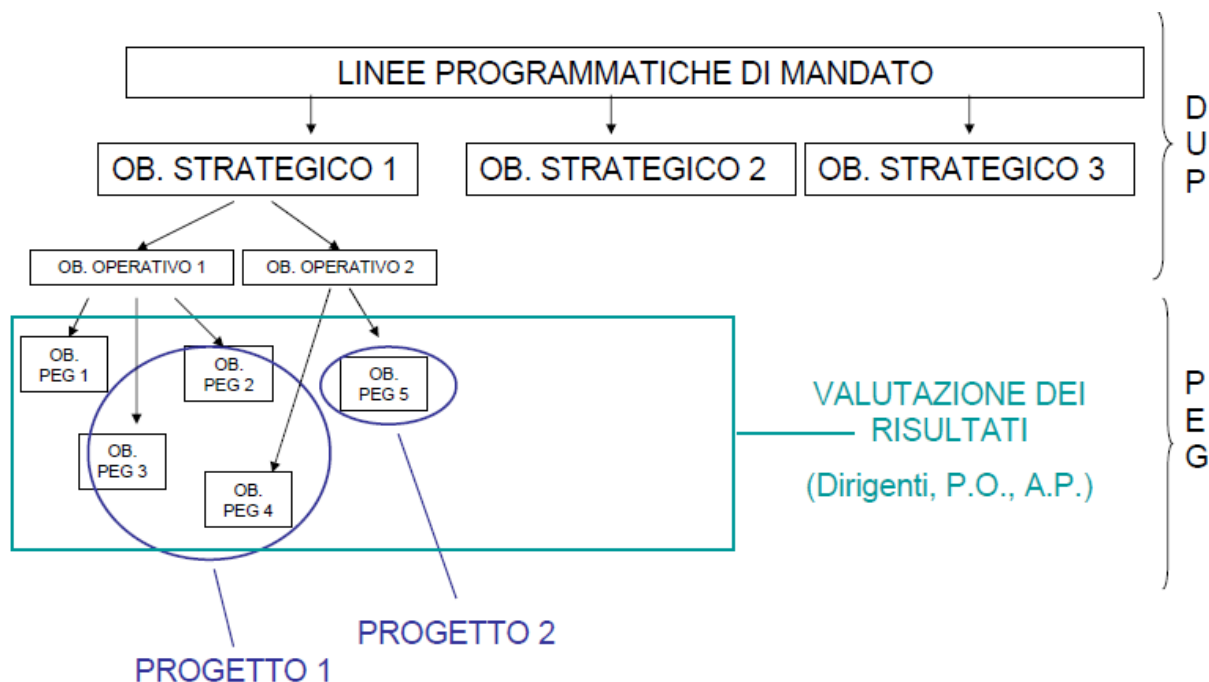 LINEE PROGRAMMATICHE DI MANDATO
OB. STRATEGICO 1
OB. STRATEGICO 2
OB. STRATEGICO 3
D
U
P
OB. OPERATIVO 1
OB. OPERATIVO 2
OB.
PEG 1
OB.
PEG 2
OB.
PEG 5
OB.
PEG 3
OB.
PEG 4
VALUTAZIONE DEI
RISULTATI
(Dirigenti, P.O., A.P.)
P
E
G
PROGETTO 2
PROGETTO 1